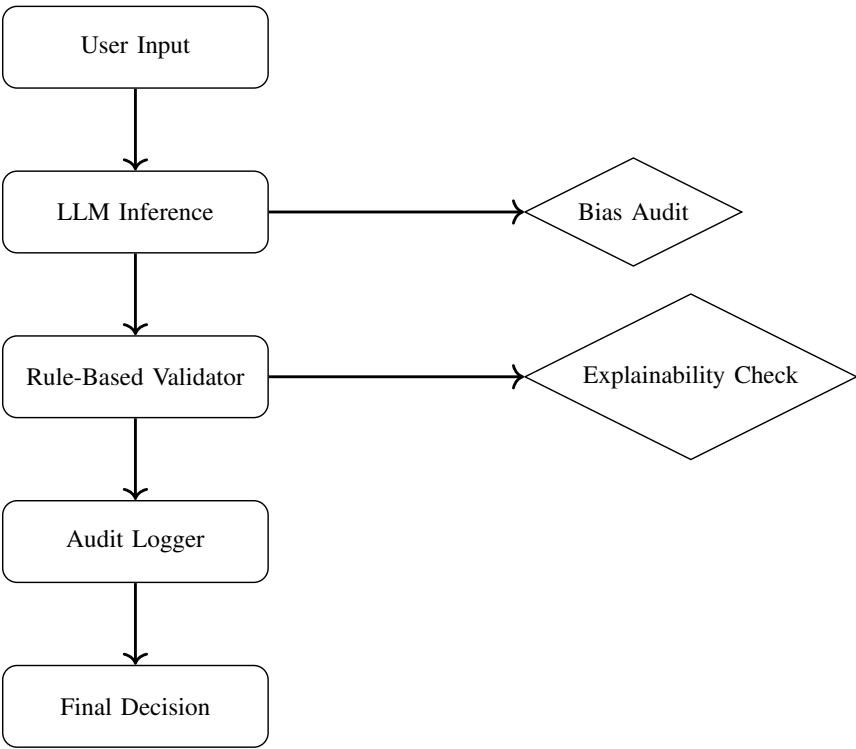 User Input
LLM Inference
Bias Audit
Rule-Based Validator
Explainability Check
Audit Logger
Final Decision